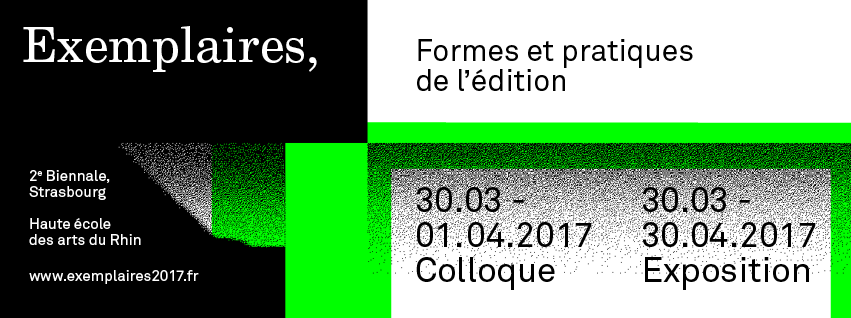 Exemplaires,
Formes et pratiques
de l’édition
2e Biennale,
Strasbourg
Haute école
des arts du Rhin
www.exemplaires2017.fr
30.03 -
01.04.2017
Colloque
30.03 -
30.04.2017
Exposition